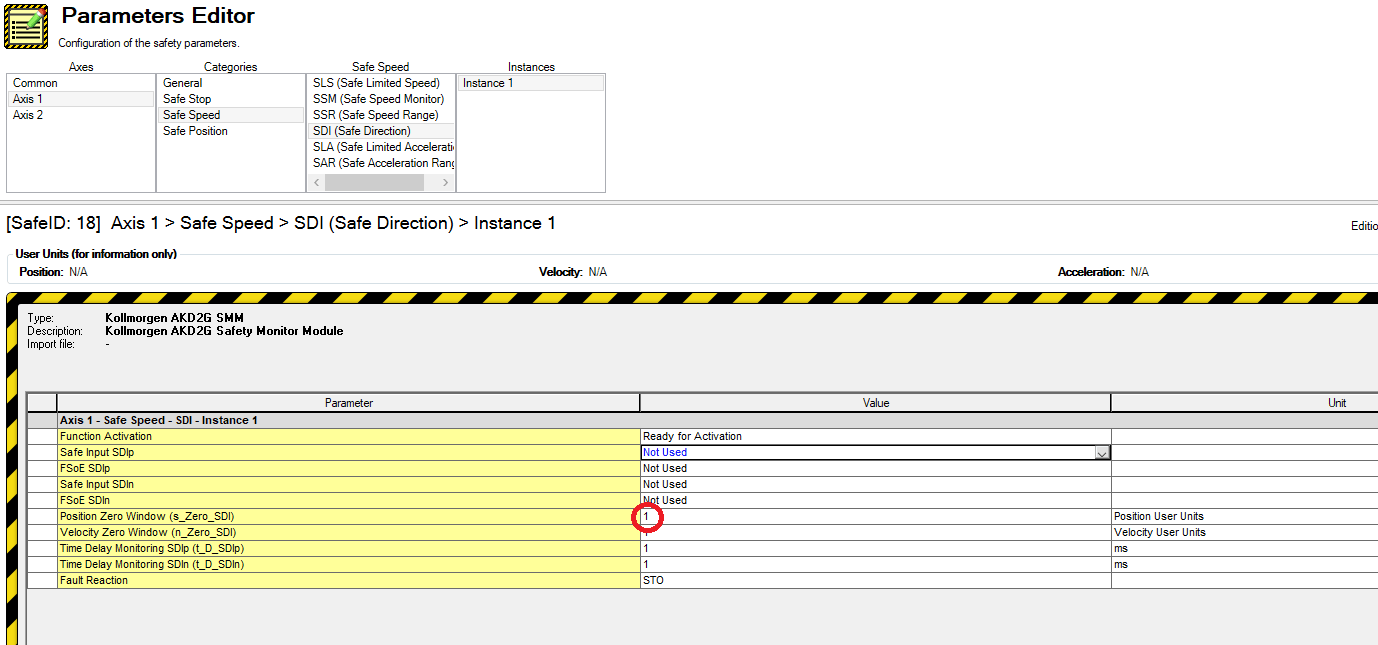 Parameters Editor
Configuration of the safety parameters.
Axes Categories Safe Speed Instances
Common General SLS (Safe Limited Speed) Instance 1
Axis 1 Safe Stop SSM (Safe Speed Monitor)
Axis 2 Safe Speed SSR (Safe Speed Range)
Safe Position SDI (Safe Direction)
SLA (Safe Limited Accelerati
SAR (Safe Acceleration Rang
[SafeID: 18] Axis 1 > Safe Speed > SDI (Safe Direction) > Instance 1 Editio
User Units (for information only)
Position: N/A Velocity: N/A Acceleration: N/A
Type: Kollmorgen AKD2G SMM
Description: Kollmorgen AKD2G Safety Monitor Module
Import file: -
Parameter Value Unit
Axis 1 - Safe Speed - SDI - Instance 1
Function Activation Ready for Activation
Safe Input SDIp Not Used
FSoE SDIp Not Used
Safe Input SDIn Not Used
FSoE SDIn Not Used
Position Zero Window (s_Zero_SDI) 1 Position User Units
Velocity Zero Window (n_Zero_SDI) Velocity User Units
Time Delay Monitoring SDIp (t_D_SDIp) 1 ms
Time Delay Monitoring SDIn (t_D_SDIn) 1 ms
Fault Reaction STO